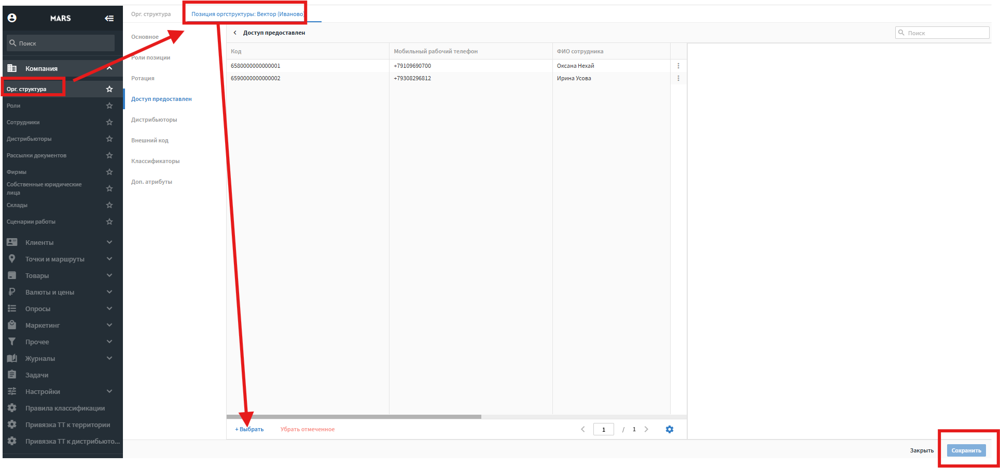 MARS
Поиск
Компания
Орг. структура
Роли
Сотрудники
Дистрибьюторы
Рассылки документов
Фирмы
Собственные юридические
лица
Склады
Сценарии работы
Клиенты
Точки и маршруты
Товары
Валюты и цены
Опросы
Маркетинг
Прочее
Журналы
Задачи
Настройки
Правила классификации
Привязка ТТ к территории
Привязка ТТ к дистрибьюто...
Орг. структура
Позиция оргструктуры: Вектор (Иваново)
Основное
Роли позиции
Ротация
Доступ предоставлен
Дистрибьюторы
Внешний код
Классификаторы
Доп. атрибуты
Доступ предоставлен
Поиск
Код Мобильный рабочий телефон ФИО сотрудника
6580000000000001 +79109690700 Оксана Нехай
6590000000000002 +79308296812 Ирина Усова
+ Выбрать Убрать отмеченное 1 / 1
Закрыть Сохранить